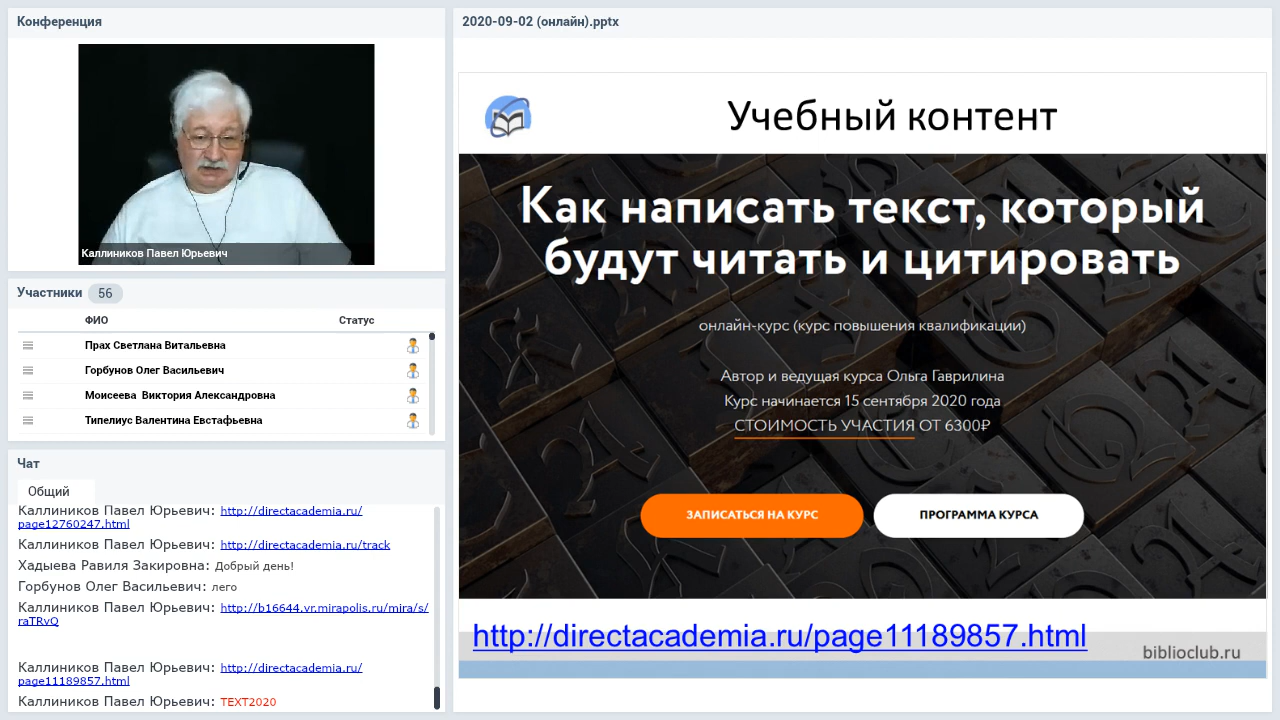 Конференция
Каллиников Павел Юрьевич
Участники 56
ФИО Статус
Прах Светлана Витальевна
Горбунов Олег Васильевич
Моисеева Виктория Александровна
Типелиус Валентина Евстафьевна
Чат
Общий
Каллиников Павел Юрьевич: http://directacademia.ru/
page12760247.html
Каллиников Павел Юрьевич: http://directacademia.ru/track
Хадыева Равиля Закировна: Добрый день!
Горбунов Олег Васильевич: лего
Каллиников Павел Юрьевич: http://b16644.vr.mirapolis.ru/mira/s/
raTRvQ
Каллиников Павел Юрьевич: http://directacademia.ru/
page11189857.html
Каллиников Павел Юрьевич: TEXT2020
2020-09-02 (онлайн).pptx
Учебный контент
Как написать текст, который
будут читать и цитировать
онлайн-курс (курс повышения квалификации)
Автор и ведущая курса Ольга Гаврилина
Курс начинается 15 сентября 2020 года
СТОИМОСТЬ УЧАСТИЯ ОТ 6300₽
ЗАПИСАТЬСЯ НА КУРС
ПРОГРАММА КУРСА
http://directacademia.ru/page11189857.html
biblioclub.ru